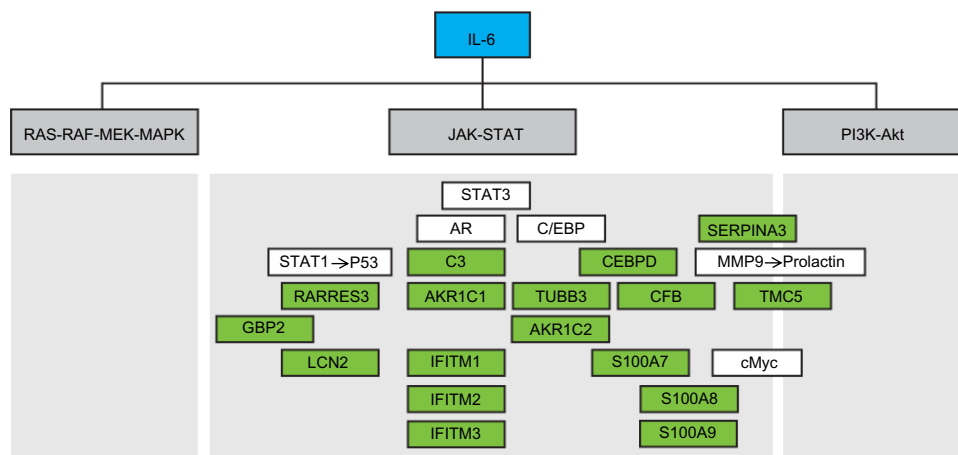 IL-6
RAS-RAF-MEK-MAPK
JAK-STAT
PI3K-Akt
STAT3
AR
C/EBP
SERPINA3
STAT1→P53
C3
CEBPD
MMP9→Prolactin
RARRES3
AKR1C1
TUBB3
CFB
TMC5
GBP2
AKR1C2
LCN2
IFITM1
S100A7
cMyc
IFITM2
S100A8
IFITM3
S100A9